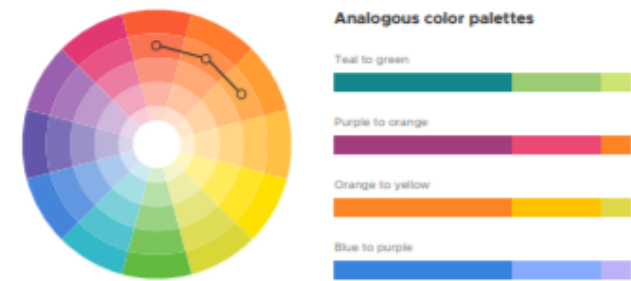 Analogous color palettes
Teal to green
Purple to orange
Orange to yellow
Blue to purple